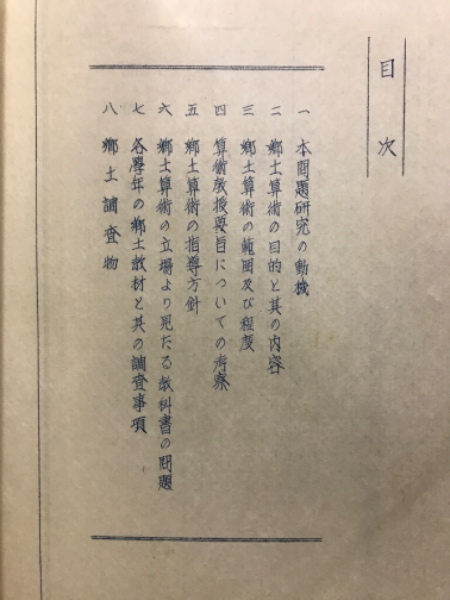 目次
一 本問題研究の動機
二 郷土算術の目的と其の内容
三 郷土算術の範囲及び程度
四 算術教授要旨についての考察
五 郷土算術の指導方針
六 郷土算術の立場より見たる教科書の問題
七 各學年の郷土教材と其の調査事項
八 郷土調査物